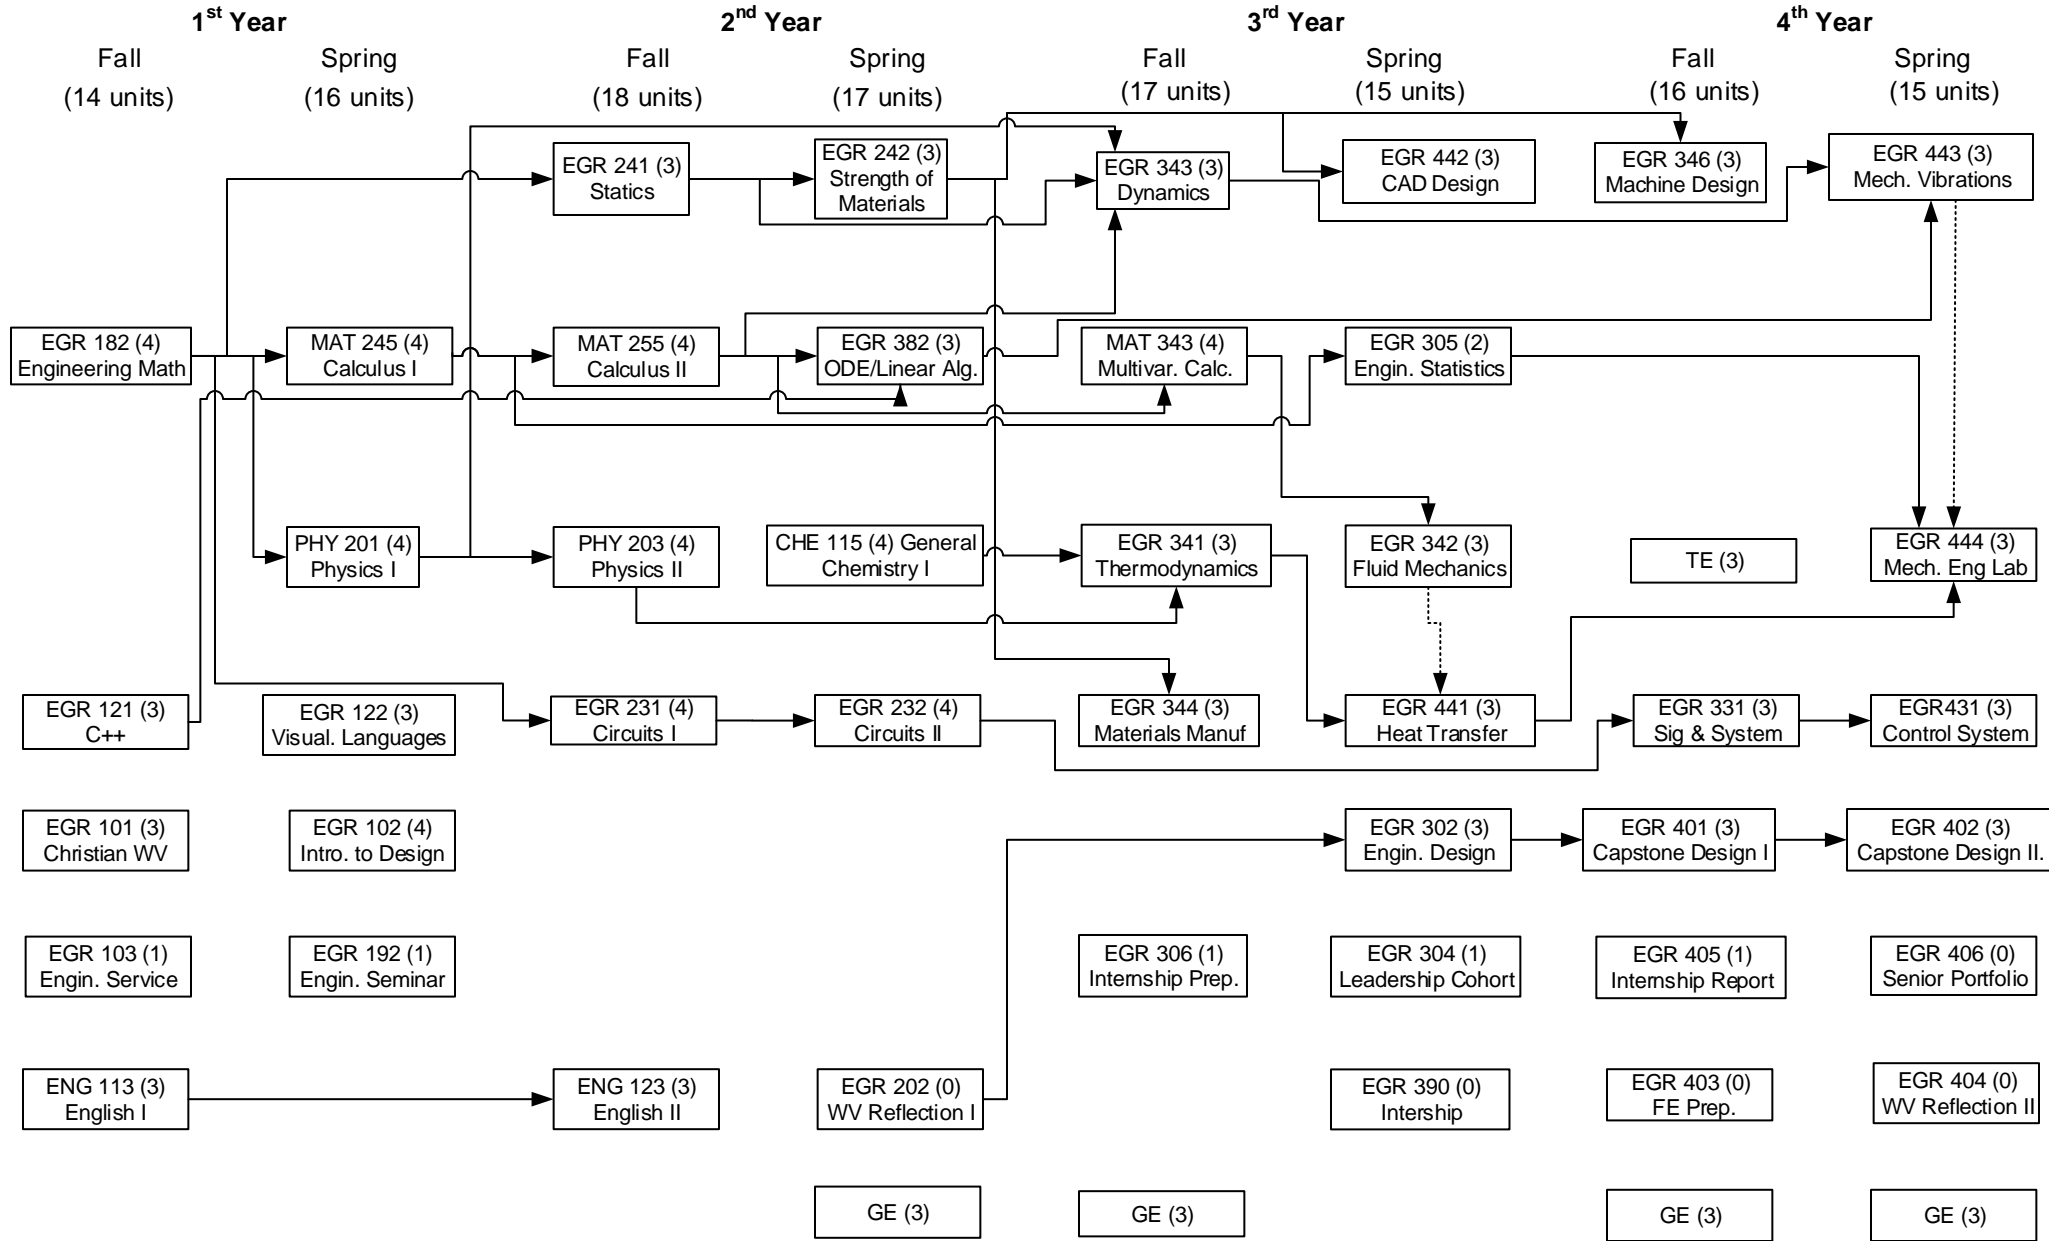 1st Year
2nd Year
3rd Year
4th Year
Fall
Spring
Fall
Spring
Fall
Spring
Fall
Spring
(14 units)
(16 units)
(18 units)
(17 units)
(17 units)
(15 units)
(16 units)
(15 units)
EGR 241 (3)
Statics
EGR 242 (3)
Strength of
Materials
EGR 343 (3)
Dynamics
EGR 442 (3)
CAD Design
EGR 346 (3)
Machine Design
EGR 443 (3)
Mech. Vibrations
EGR 182 (4)
Engineering Math
MAT 245 (4)
Calculus I
MAT 255 (4)
Calculus II
EGR 382 (3)
ODE/Linear Alg.
MAT 343 (4)
Multivar. Calc.
EGR 305 (2)
Engin. Statistics
PHY 201 (4)
Physics I
PHY 203 (4)
Physics II
CHE 115 (4) General
Chemistry I
EGR 341 (3)
Thermodynamics
EGR 342 (3)
Fluid Mechanics
TE (3)
EGR 444 (3)
Mech. Eng Lab
EGR 121 (3)
C++
EGR 122 (3)
Visual. Languages
EGR 231 (4)
Circuits I
EGR 232 (4)
Circuits II
EGR 344 (3)
Materials Manuf
EGR 441 (3)
Heat Transfer
EGR 331 (3)
Sig & System
EGR431 (3)
Control System
EGR 101 (3)
Christian WV
EGR 102 (4)
Intro. to Design
EGR 302 (3)
Engin. Design
EGR 401 (3)
Capstone Design I
EGR 402 (3)
Capstone Design II.
EGR 103 (1)
Engin. Service
EGR 192 (1)
Engin. Seminar
EGR 306 (1)
Internship Prep.
EGR 304 (1)
Leadership Cohort
EGR 405 (1)
Internship Report
EGR 406 (0)
Senior Portfolio
ENG 113 (3)
English I
ENG 123 (3)
English II
EGR 202 (0)
WV Reflection I
EGR 390 (0)
Intership
EGR 403 (0)
FE Prep.
EGR 404 (0)
WV Reflection II
GE (3)
GE (3)
GE (3)
GE (3)